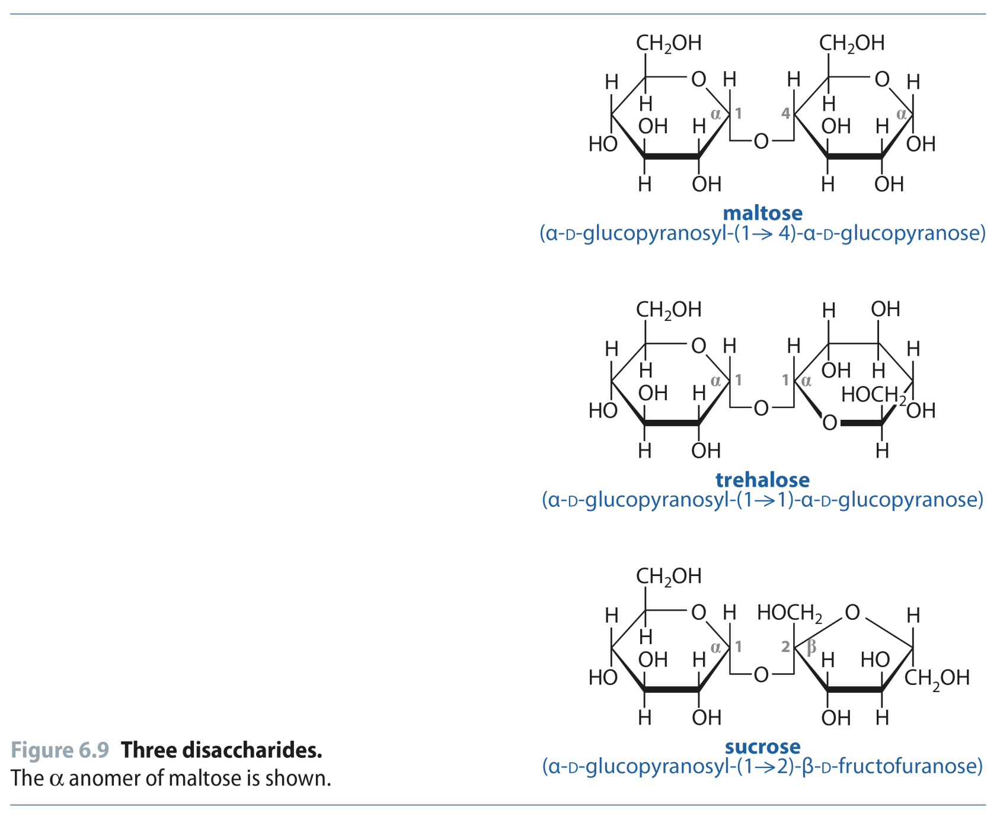 CH₂OH CH₂OH
H O H H O H
H H
α 1 4 α
OH H OH H
HO O OH
H OH H OH
maltose
(α-D-glucopyranosyl-(1→ 4)-α-D-glucopyranose)
CH₂OH H OH
H O H H H
H OH H
α 1 1 α
OH H HOCH₂
HO O O OH
H OH H
trehalose
(α-D-glucopyranosyl-(1→1)-α-D-glucopyranose)
CH₂OH
H O H HOCH₂ O H
H
α 1 2 β
OH H H HO
HO O CH₂OH
H OH OH H
sucrose
(α-D-glucopyranosyl-(1→2)-β-D-fructofuranose)
Figure 6.9 Three disaccharides.
The α anomer of maltose is shown.